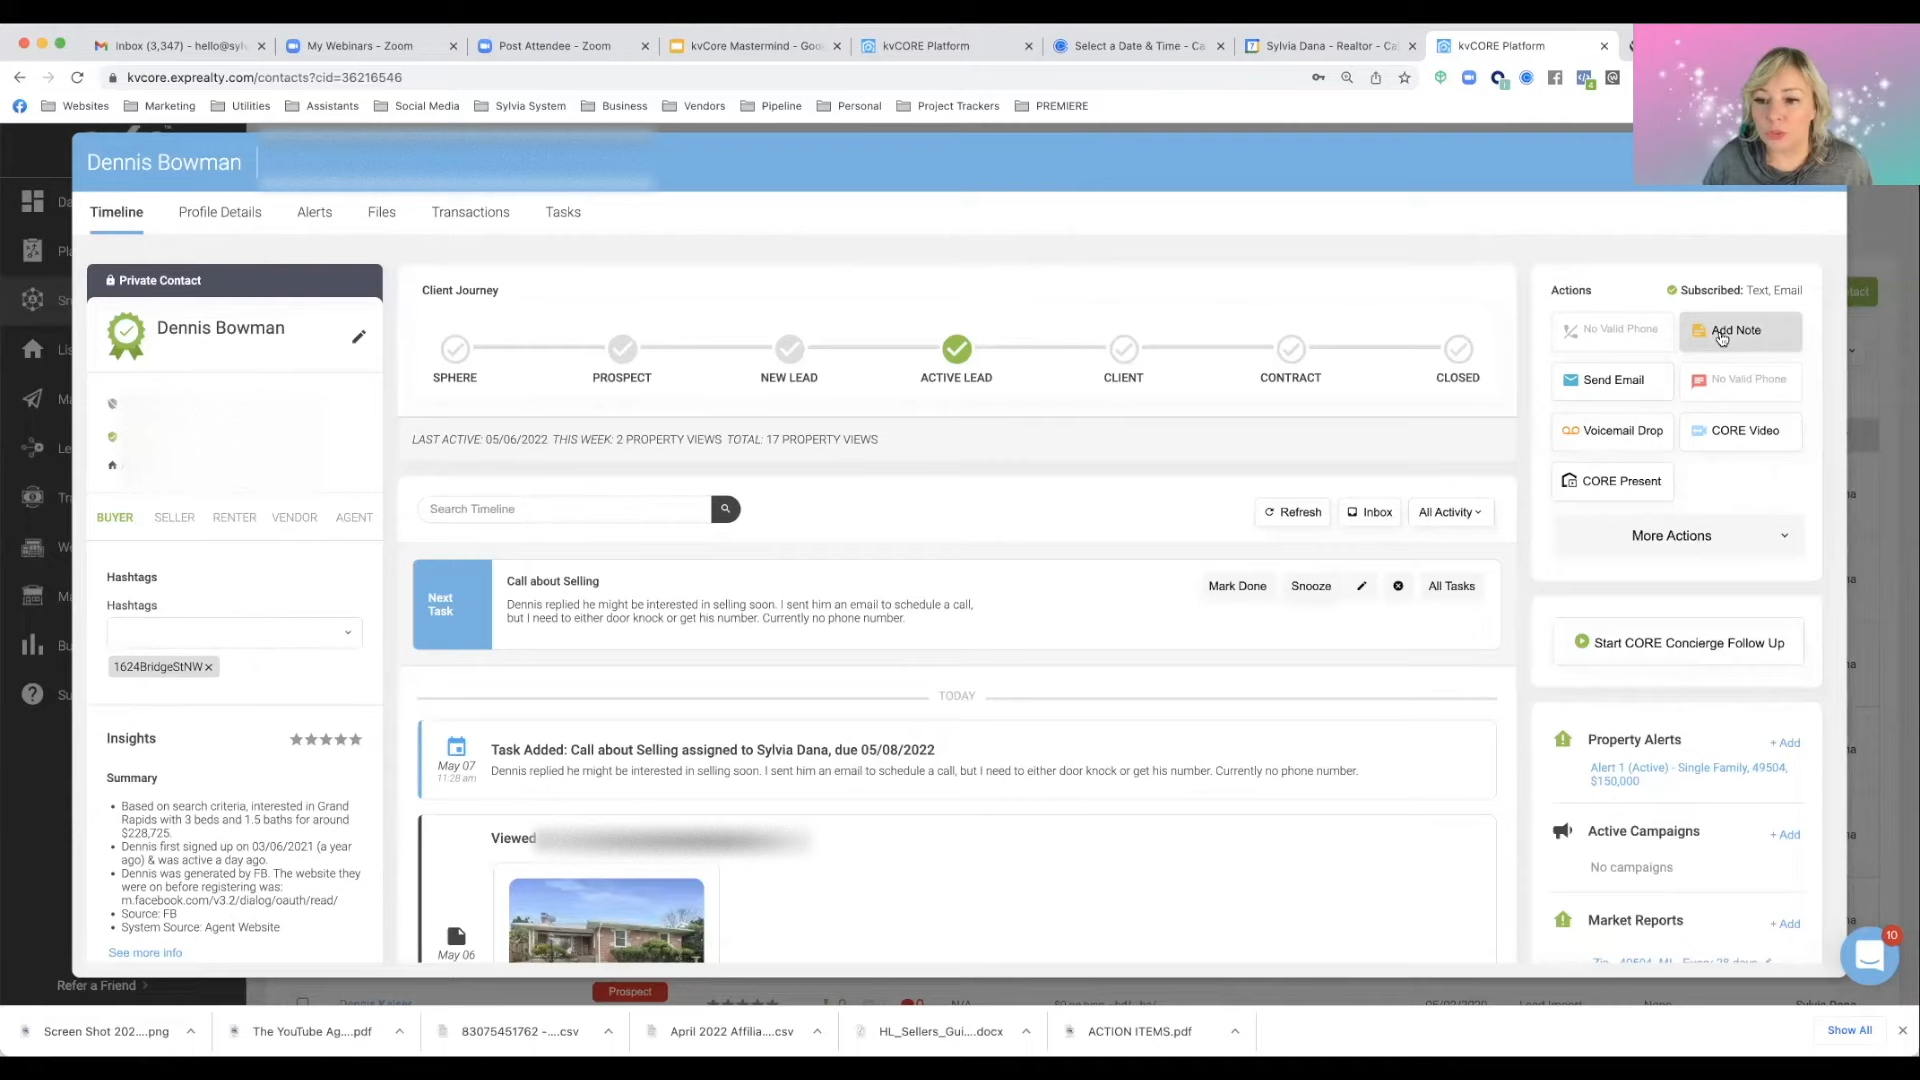 Inbox (3,347) - hello@syl
My Webinars - Zoom
Post Attendee - Zoom
kvCore Mastermind - Goo
kvCORE Platform
Select a Date & Time - Ca
Sylvia Dana - Realtor - Ca
kvCORE Platform
kvcore.exprealty.com/contacts?cid=36216546
Websites
Marketing
Utilities
Assistants
Social Media
Sylvia System
Business
Vendors
Pipeline
Personal
Project Trackers
PREMIERE
Dennis Bowman
Timeline
Profile Details
Alerts
Files
Transactions
Tasks
Private Contact
Dennis Bowman
BUYER
SELLER
RENTER
VENDOR
AGENT
Hashtags
Hashtags
1624BridgeStNW
Insights
Summary
Based on search criteria, interested in Grand
Rapids with 3 beds and 1.5 baths for around
$228,725.
Dennis first signed up on 03/06/2021 (a year
ago) & was active a day ago.
Dennis was generated by FB. The website they
were on before registering was:
m.facebook.com/v3.2/dialog/oauth/read/
Source: FB
System Source: Agent Website
See more info
Client Journey
SPHERE
PROSPECT
NEW LEAD
ACTIVE LEAD
CLIENT
CONTRACT
CLOSED
LAST ACTIVE: 05/06/2022 THIS WEEK: 2 PROPERTY VIEWS TOTAL: 17 PROPERTY VIEWS
Search Timeline
Refresh
Inbox
All Activity
Next
Task
Call about Selling
Dennis replied he might be interested in selling soon. I sent him an email to schedule a call,
but I need to either door knock or get his number. Currently no phone number.
Mark Done
Snooze
All Tasks
TODAY
May 07
11:28 am
Task Added: Call about Selling assigned to Sylvia Dana, due 05/08/2022
Dennis replied he might be interested in selling soon. I sent him an email to schedule a call, but I need to either door knock or get his number. Currently no phone number.
Viewed
May 06
Actions
Subscribed: Text, Email
No Valid Phone
Add Note
Send Email
No Valid Phone
Voicemail Drop
CORE Video
CORE Present
More Actions
Start CORE Concierge Follow Up
Property Alerts
+ Add
Alert 1 (Active) - Single Family, 49504,
$150,000
Active Campaigns
+ Add
No campaigns
Market Reports
+ Add
10
Refer a Friend
Prospect
Screen Shot 202....png
The YouTube Ag....pdf
83075451762 -....csv
April 2022 Affilia....csv
HL_Sellers_Gui....docx
ACTION ITEMS.pdf
Show All